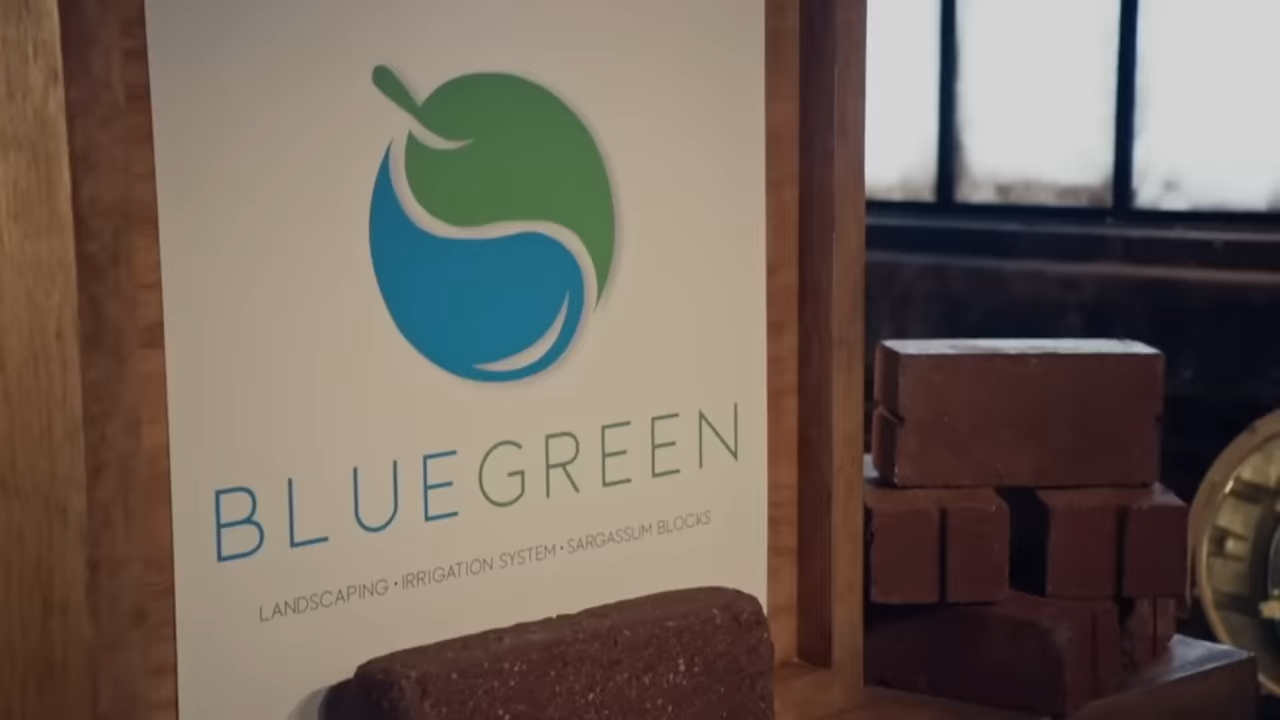 BLUEGREEN
LANDSCAPING • IRRIGATION SYSTEM • SARGASSUM BLOCKS